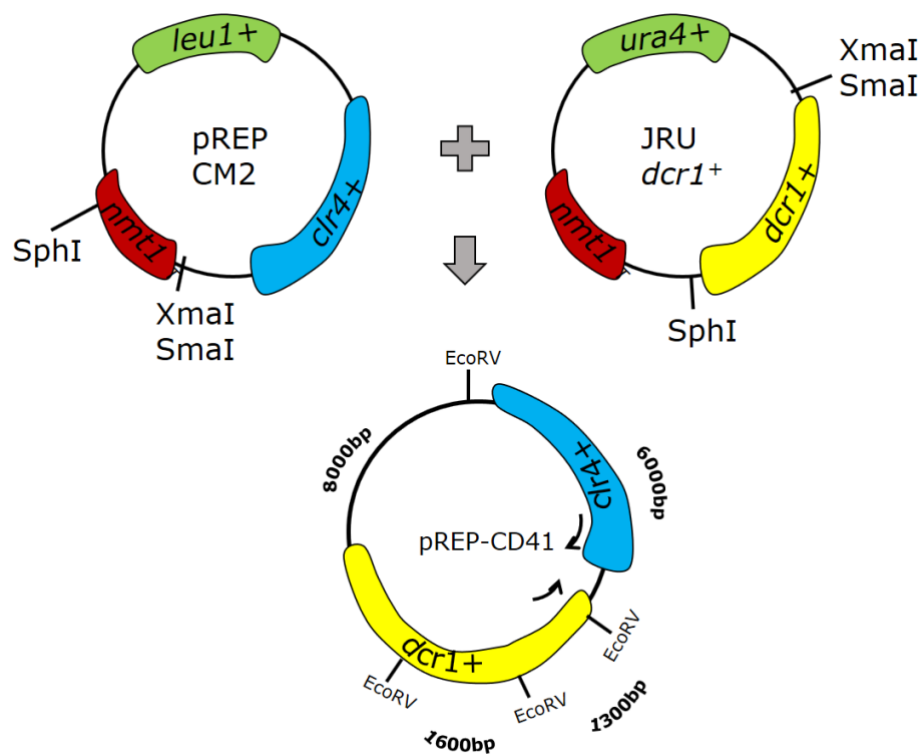 leu1+
pREP
CM2
clr4+
nmt1
SphI
XmaI
SmaI
ura4+
XmaI
SmaI
JRU
dcr1+
dcr1+
nmt1
SphI
EcoRV
8000bp
clr4+
6000bp
pREP-CD41
dcr1+
EcoRV
EcoRV
EcoRV
1300bp
1600bp